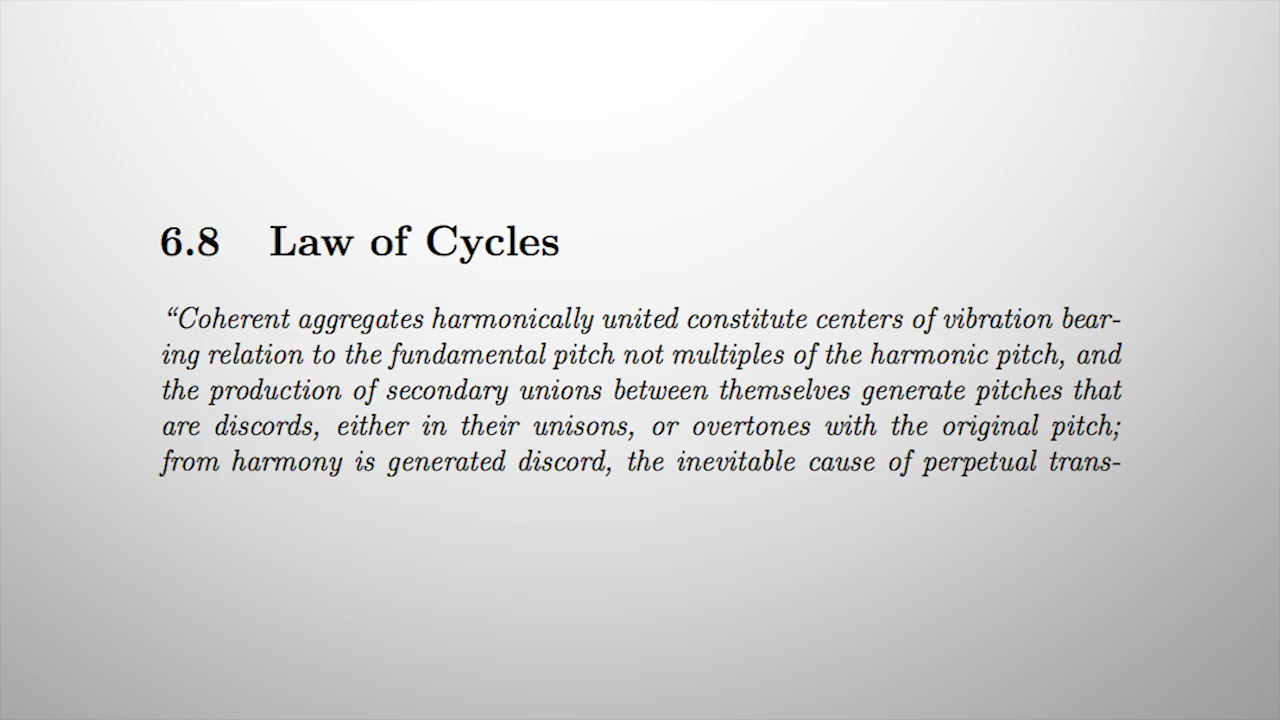 6.8 Law of Cycles
“Coherent aggregates harmonically united constitute centers of vibration bear-
ing relation to the fundamental pitch not multiples of the harmonic pitch, and
the production of secondary unions between themselves generate pitches that
are discords, either in their unisons, or overtones with the original pitch;
from harmony is generated discord, the inevitable cause of perpetual trans-